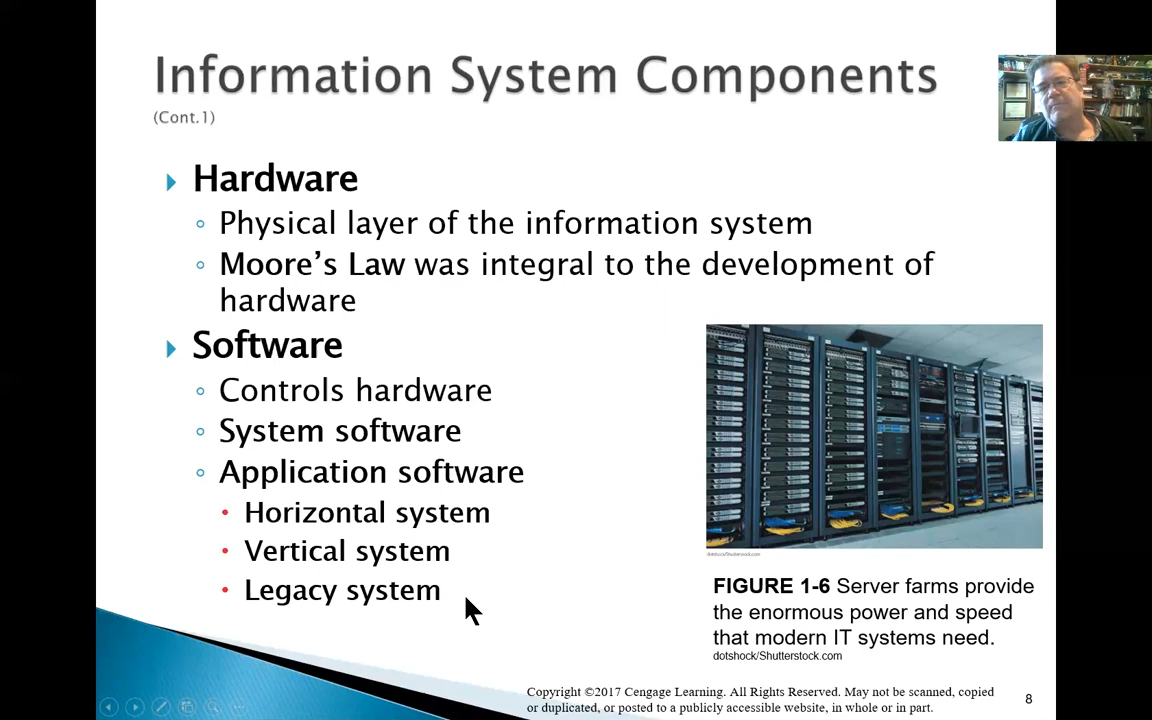 Information System Components
(Cont.1)
Hardware
Physical layer of the information system
Moore's Law was integral to the development of
hardware
Software
Controls hardware
System software
Application software
Horizontal system
Vertical system
Legacy system
dotshock/Shutterstock.com
FIGURE 1-6 Server farms provide
the enormous power and speed
that modern IT systems need.
dotshock/Shutterstock.com
Copyright ©2017 Cengage Learning. All Rights Reserved. May not be scanned, copied
or duplicated, or posted to a publicly accessible website, in whole or in part.
8